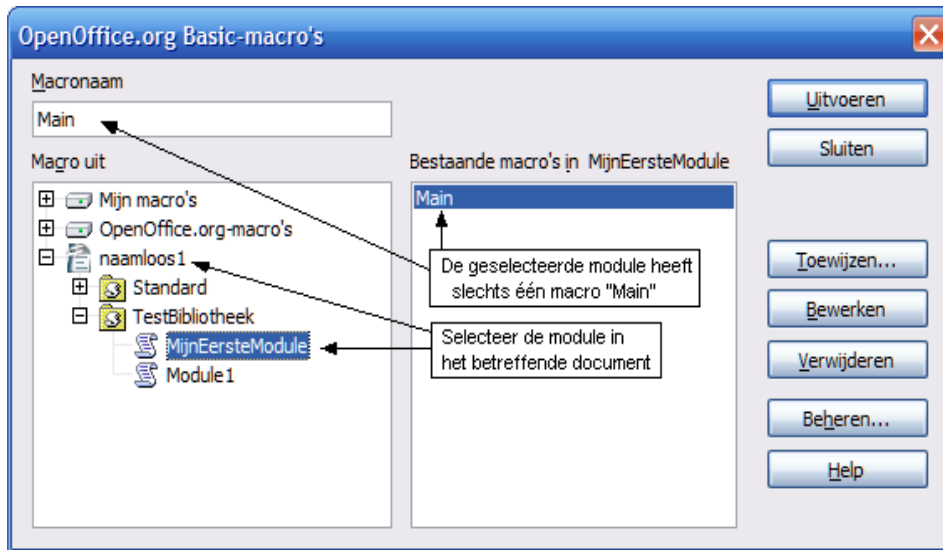 OpenOffice.org Basic-macro's
Macronaam
Main
Macro uit
Mijn macro's
OpenOffice.org-macro's
naamloos1
Standard
TestBibliotheek
MijnEersteModule
Module1
Bestaande macro's in MijnEersteModule
Main
De geselecteerde module heeft
slechts één macro "Main"
Selecteer de module in
het betreffende document
Uitvoeren
Sluiten
Toewijzen...
Bewerken
Verwijderen
Beheren...
Help